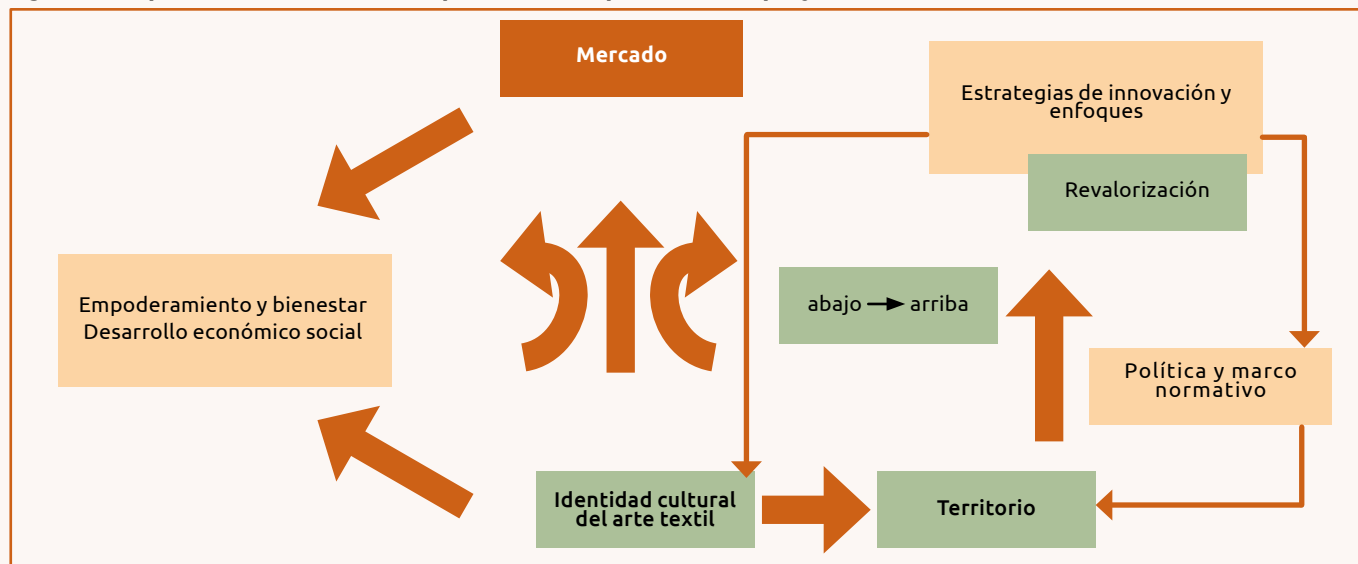 Mercado
Estrategias de innovación y
enfoques
Revalorización
Empoderamiento y bienestar
Desarrollo económico social
abajo → arriba
Política y marco
normativo
Identidad cultural
del arte textil
Territorio